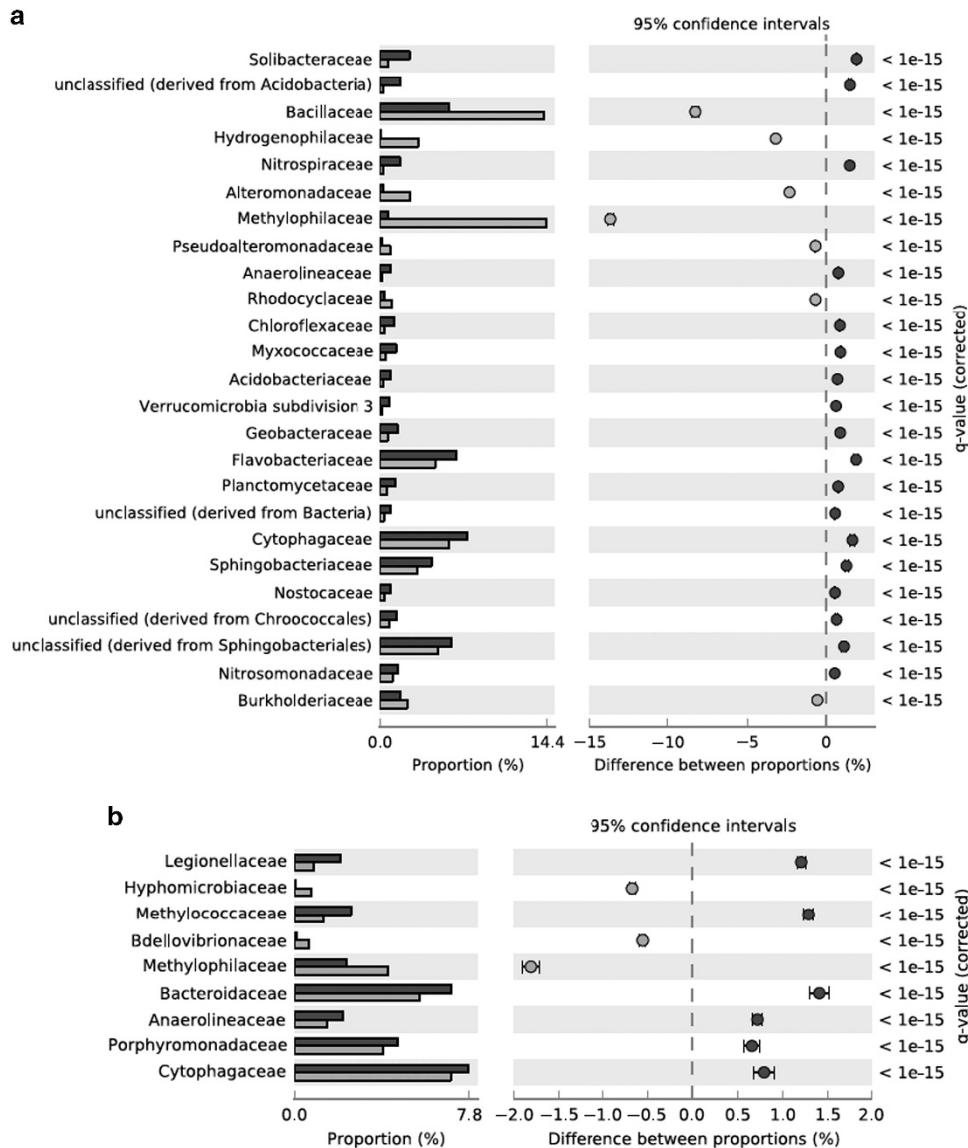 a
95% confidence intervals
Solibacteraceae < 1e-15
unclassified (derived from Acidobacteria) < 1e-15
Bacillaceae < 1e-15
Hydrogenophilaceae < 1e-15
Nitrospiraceae < 1e-15
Alteromonadaceae < 1e-15
Methylophilaceae < 1e-15
Pseudoalteromonadaceae < 1e-15
Anaerolineaceae < 1e-15
Rhodocyclaceae < 1e-15
Chloroflexaceae < 1e-15
Myxococcaceae < 1e-15
Acidobacteriaceae < 1e-15
Verrucomicrobia subdivision 3 < 1e-15
Geobacteraceae < 1e-15
Flavobacteriaceae < 1e-15
Planctomycetaceae < 1e-15
unclassified (derived from Bacteria) < 1e-15
Cytophagaceae < 1e-15
Sphingobacteriaceae < 1e-15
Nostocaceae < 1e-15
unclassified (derived from Chroococcales) < 1e-15
unclassified (derived from Sphingobacteriales) < 1e-15
Nitrosomonadaceae < 1e-15
Burkholderiaceae < 1e-15
q-value (corrected)
0.0 14.4 −15 −10 −5 0
Proportion (%) Difference between proportions (%)
b
95% confidence intervals
Legionellaceae < 1e-15
Hyphomicrobiaceae < 1e-15
Methylococcaceae < 1e-15
Bdellovibrionaceae < 1e-15
Methylophilaceae < 1e-15
Bacteroidaceae < 1e-15
Anaerolineaceae < 1e-15
Porphyromonadaceae < 1e-15
Cytophagaceae < 1e-15
q-value (corrected)
0.0 7.8 −2.0 −1.5 −1.0 −0.5 0.0 0.5 1.0 1.5 2.0
Proportion (%) Difference between proportions (%)